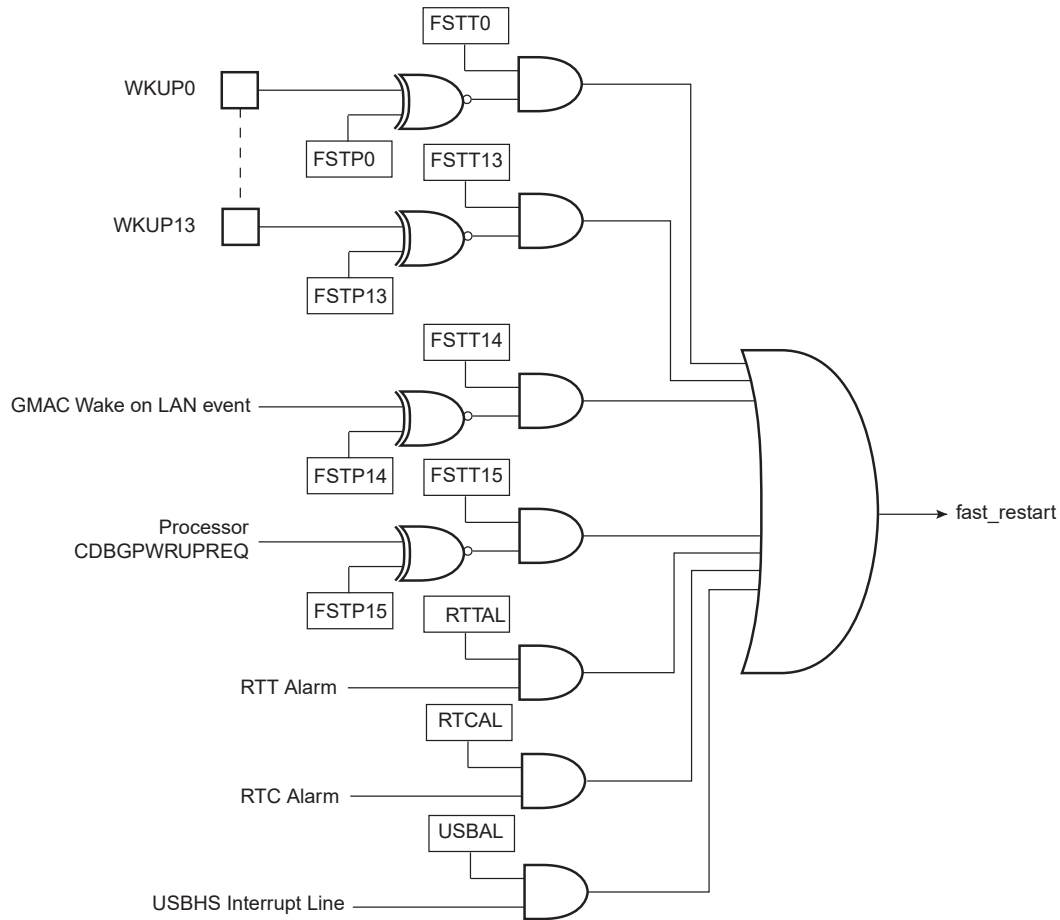 FSTT0
WKUP0
FSTP0
FSTT13
WKUP13
FSTP13
FSTT14
GMAC Wake on LAN event
FSTP14
FSTT15
fast_restart
Processor
CDBGPWRUPREQ
FSTP15
RTTAL
RTT Alarm
RTCAL
RTC Alarm
USBAL
USBHS Interrupt Line